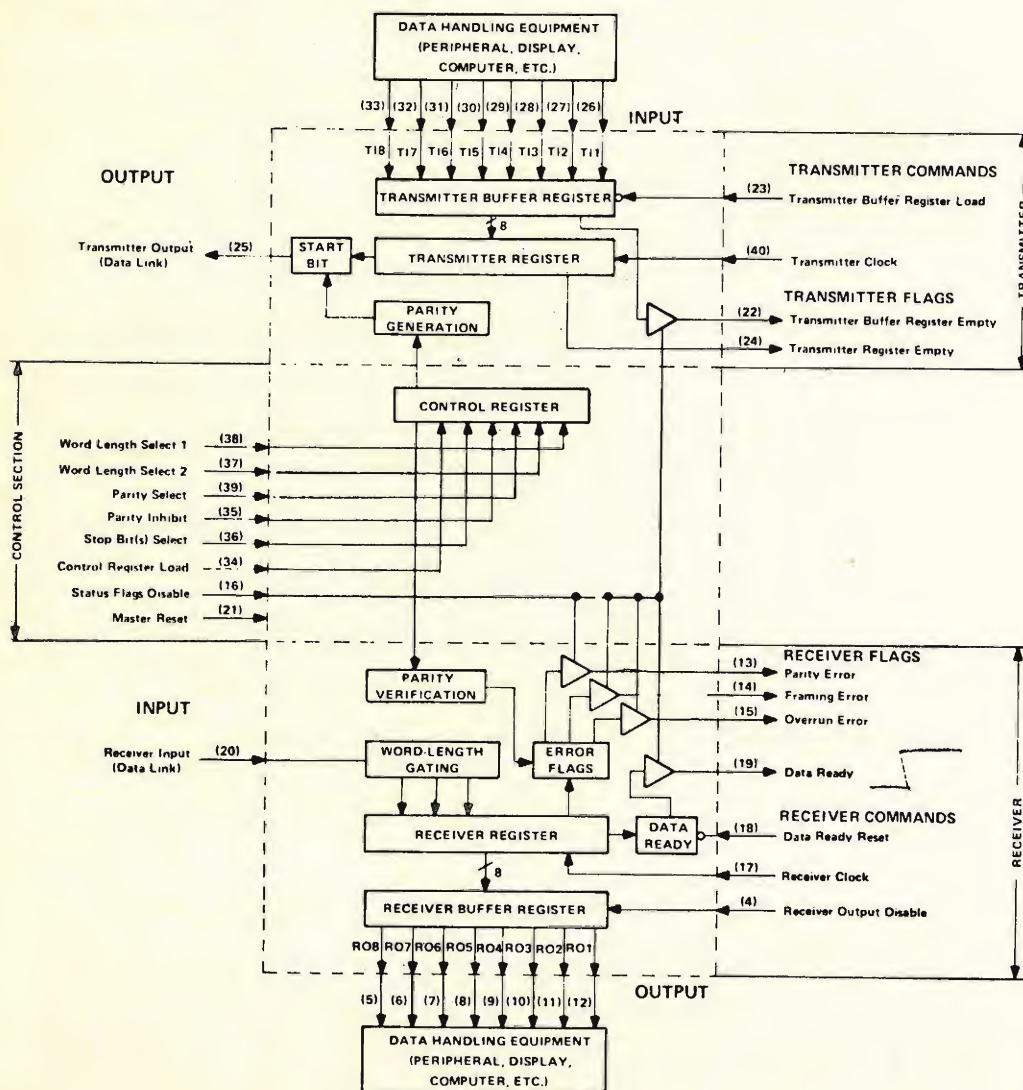 DATA HANDLING EQUIPMENT
(PERIPHERAL, DISPLAY,
COMPUTER, ETC.)
(33) (32) (31) (30) (29) (28) (27) (26)
INPUT
TI8 TI7 TI6 TI5 TI4 TI3 TI2 TI1
OUTPUT
TRANSMITTER COMMANDS
TRANSMITTER BUFFER REGISTER
(23)
Transmitter Buffer Register Load
8
Transmitter Output
(Data Link)
(25)
START
BIT
TRANSMITTER REGISTER
(40)
Transmitter Clock
TRANSMITTER
PARITY
GENERATION
TRANSMITTER FLAGS
(22)
Transmitter Buffer Register Empty
(24)
Transmitter Register Empty
CONTROL SECTION
CONTROL REGISTER
Word Length Select 1 (38)
Word Length Select 2 (37)
Parity Select (39)
Parity Inhibit (35)
Stop Bit(s) Select (36)
Control Register Load (34)
Status Flags Disable (16)
Master Reset (21)
RECEIVER FLAGS
(13)
Parity Error
(14)
Framing Error
(15)
Overrun Error
PARITY
VERIFICATION
INPUT
Receiver Input
(Data Link)
(20)
WORD-LENGTH
GATING
ERROR
FLAGS
(19)
Data Ready
RECEIVER COMMANDS
RECEIVER REGISTER
DATA
READY
(18)
Data Ready Reset
RECEIVER
8
(17)
Receiver Clock
RECEIVER BUFFER REGISTER
(4)
Receiver Output Disable
RO8 RO7 RO6 RO5 RO4 RO3 RO2 RO1
OUTPUT
(5) (6) (7) (8) (9) (10) (11) (12)
DATA HANDLING EQUIPMENT
(PERIPHERAL, DISPLAY,
COMPUTER, ETC.)